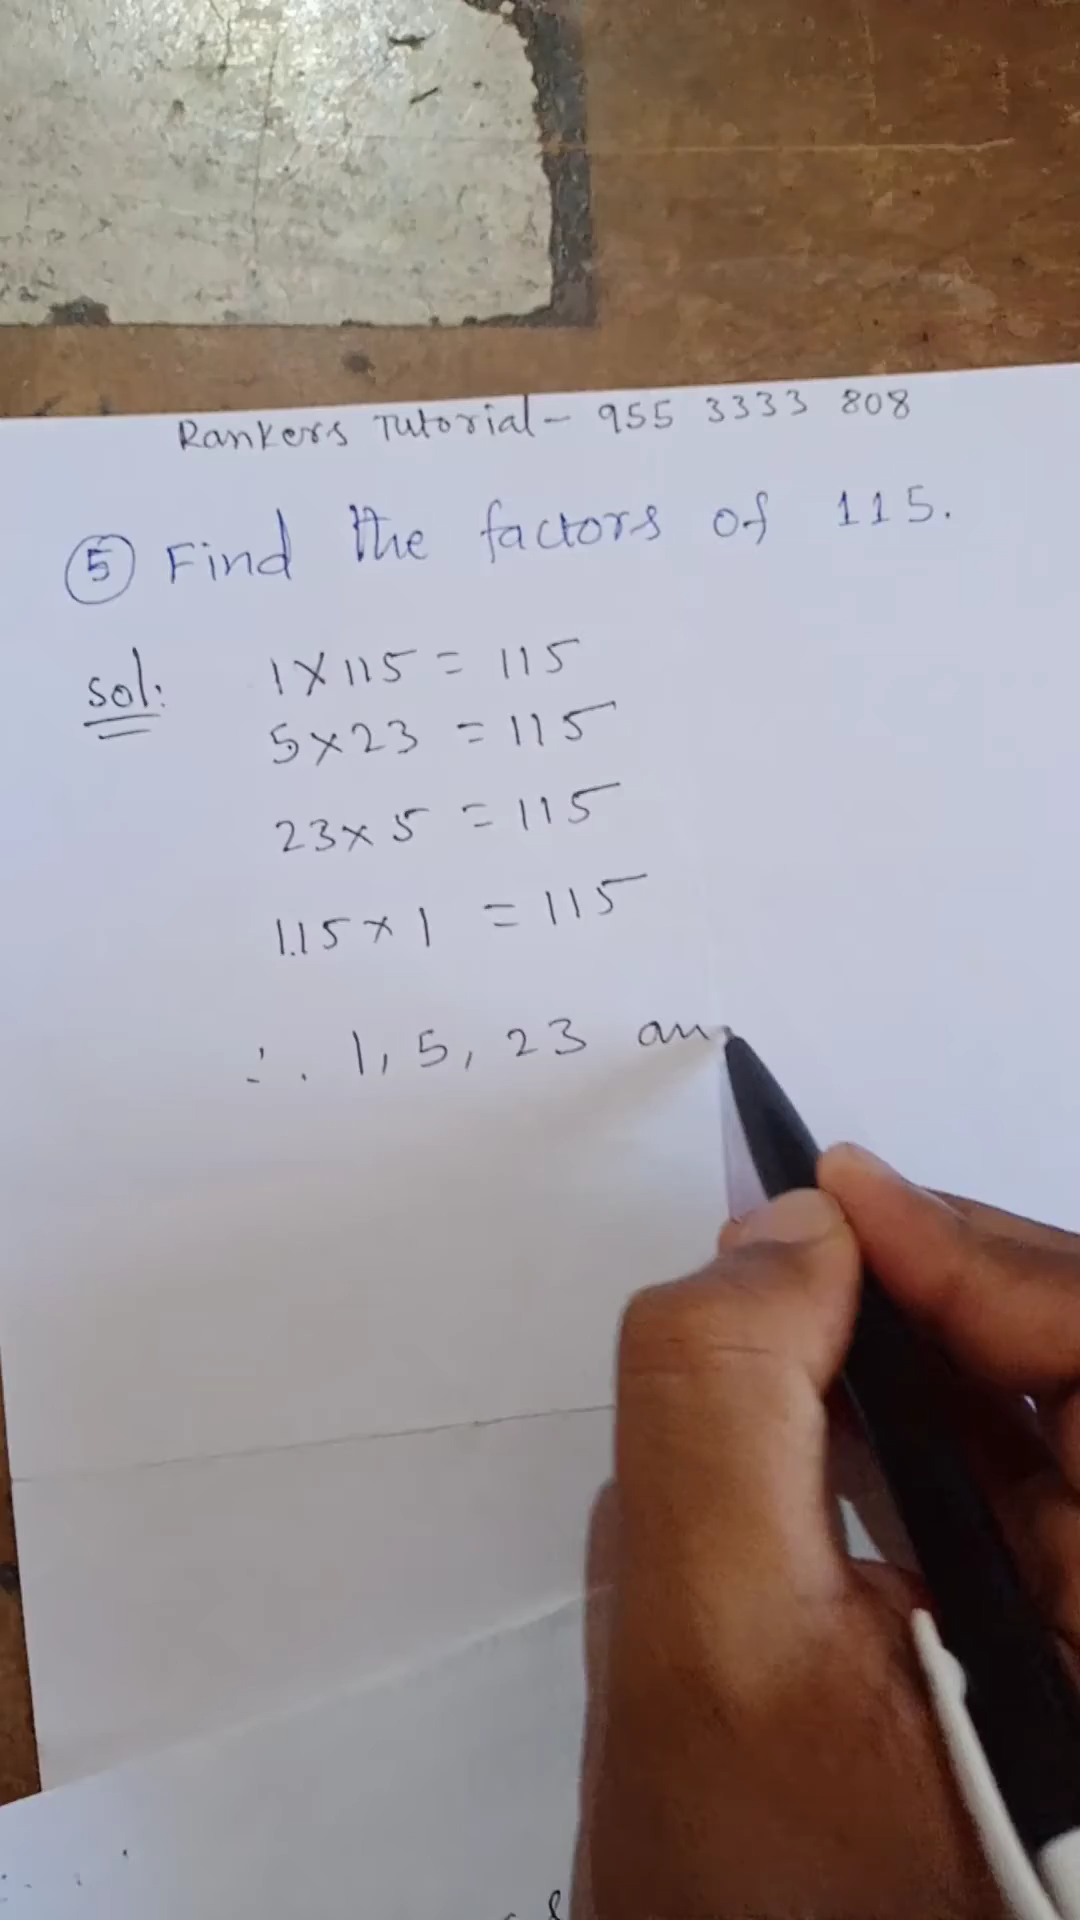 Rankers Tutorial - 955 3333 808
5 Find the factors of 115.
Sol: 1 × 115 = 115
5 × 23 = 115
23 × 5 = 115
115 × 1 = 115
∴ 1, 5, 23 an